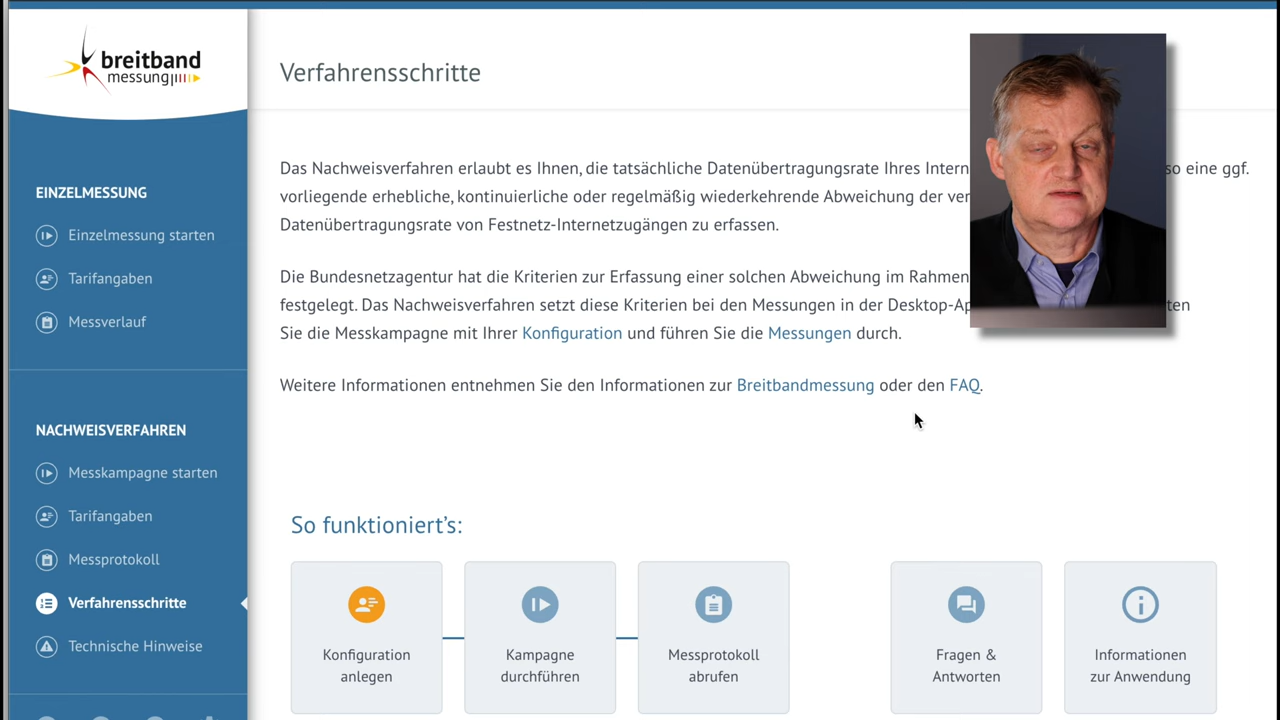 breitband
messung
Verfahrensschritte
EINZELMESSUNG
Einzelmessung starten
Tarifangaben
Messverlauf
NACHWEISVERFAHREN
Messkampagne starten
Tarifangaben
Messprotokoll
Verfahrensschritte
Technische Hinweise
Das Nachweisverfahren erlaubt es Ihnen, die tatsächliche Datenübertragungsrate Ihres Intern so eine ggf.
vorliegende erhebliche, kontinuierliche oder regelmäßig wiederkehrende Abweichung der ver
Datenübertragungsrate von Festnetz-Internetzugängen zu erfassen.
Die Bundesnetzagentur hat die Kriterien zur Erfassung einer solchen Abweichung im Rahmen
festgelegt. Das Nachweisverfahren setzt diese Kriterien bei den Messungen in der Desktop-Ap ten
Sie die Messkampagne mit Ihrer Konfiguration und führen Sie die Messungen durch.
Weitere Informationen entnehmen Sie den Informationen zur Breitbandmessung oder den FAQ.
So funktioniert's:
Konfiguration
anlegen
Kampagne
durchführen
Messprotokoll
abrufen
Fragen &
Antworten
Informationen
zur Anwendung